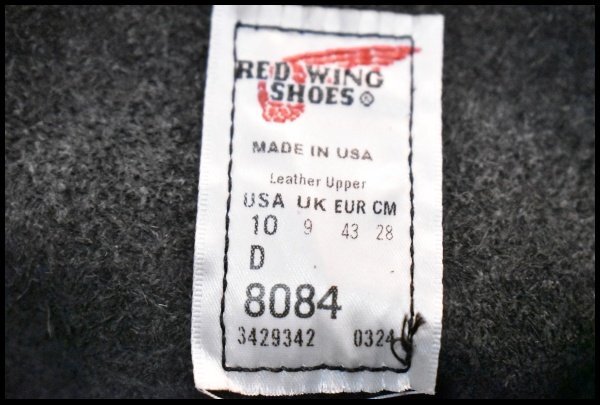 RED WING
SHOES®
MADE IN USA
Leather Upper
USA UK EUR CM
10 9 43 28
D
8084
3429342 0324